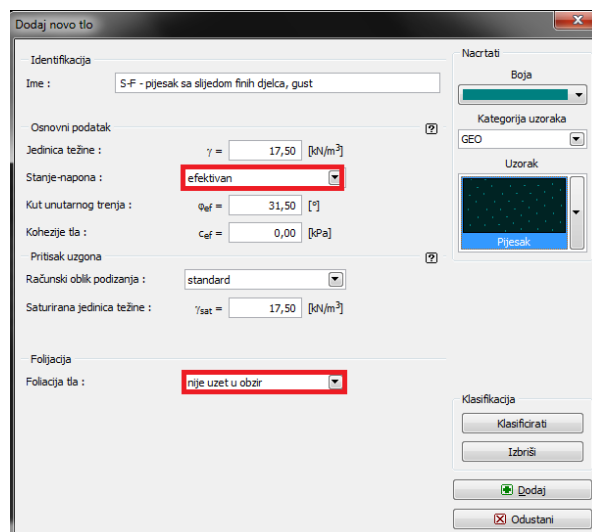 Dodaj novo tlo
Identifikacija
Ime : S-F - pijesak sa slijedom finih djelca, gust
Osnovni podatak [?]
Jedinica težine : γ = 17,50 [kN/m³]
Stanje-napona : efektivan
Kut unutarnog trenja : φef = 31,50 [°]
Kohezije tla : cef = 0,00 [kPa]
Pritisak uzgona [?]
Računski oblik podizanja : standard
Saturirana jedinica težine : γsat = 17,50 [kN/m³]
Folijacija
Foliacija tla : nije uzet u obzir
Nacrtati
Boja
Kategorija uzoraka
GEO
Uzorak
Pijesak
Klasifikacija
Klasificirati
Izbriši
Dodaj
Odustani